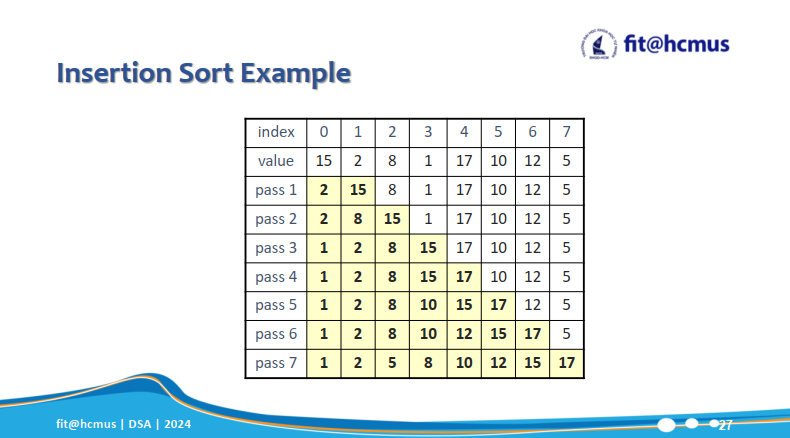 fit@hcmus
Insertion Sort Example
index 0 1 2 3 4 5 6 7
value 15 2 8 1 17 10 12 5
pass 1 2 15 8 1 17 10 12 5
pass 2 2 8 15 1 17 10 12 5
pass 3 1 2 8 15 17 10 12 5
pass 4 1 2 8 15 17 10 12 5
pass 5 1 2 8 10 15 17 12 5
pass 6 1 2 8 10 12 15 17 5
pass 7 1 2 5 8 10 12 15 17
fit@hcmus | DSA | 2024
27